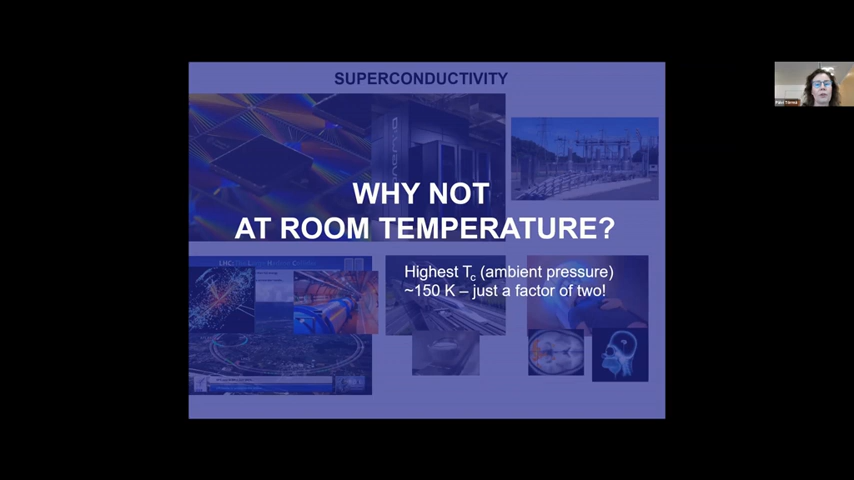 SUPERCONDUCTIVITY
WHY NOT
AT ROOM TEMPERATURE?
Highest Tc (ambient pressure)
~150 K – just a factor of two!